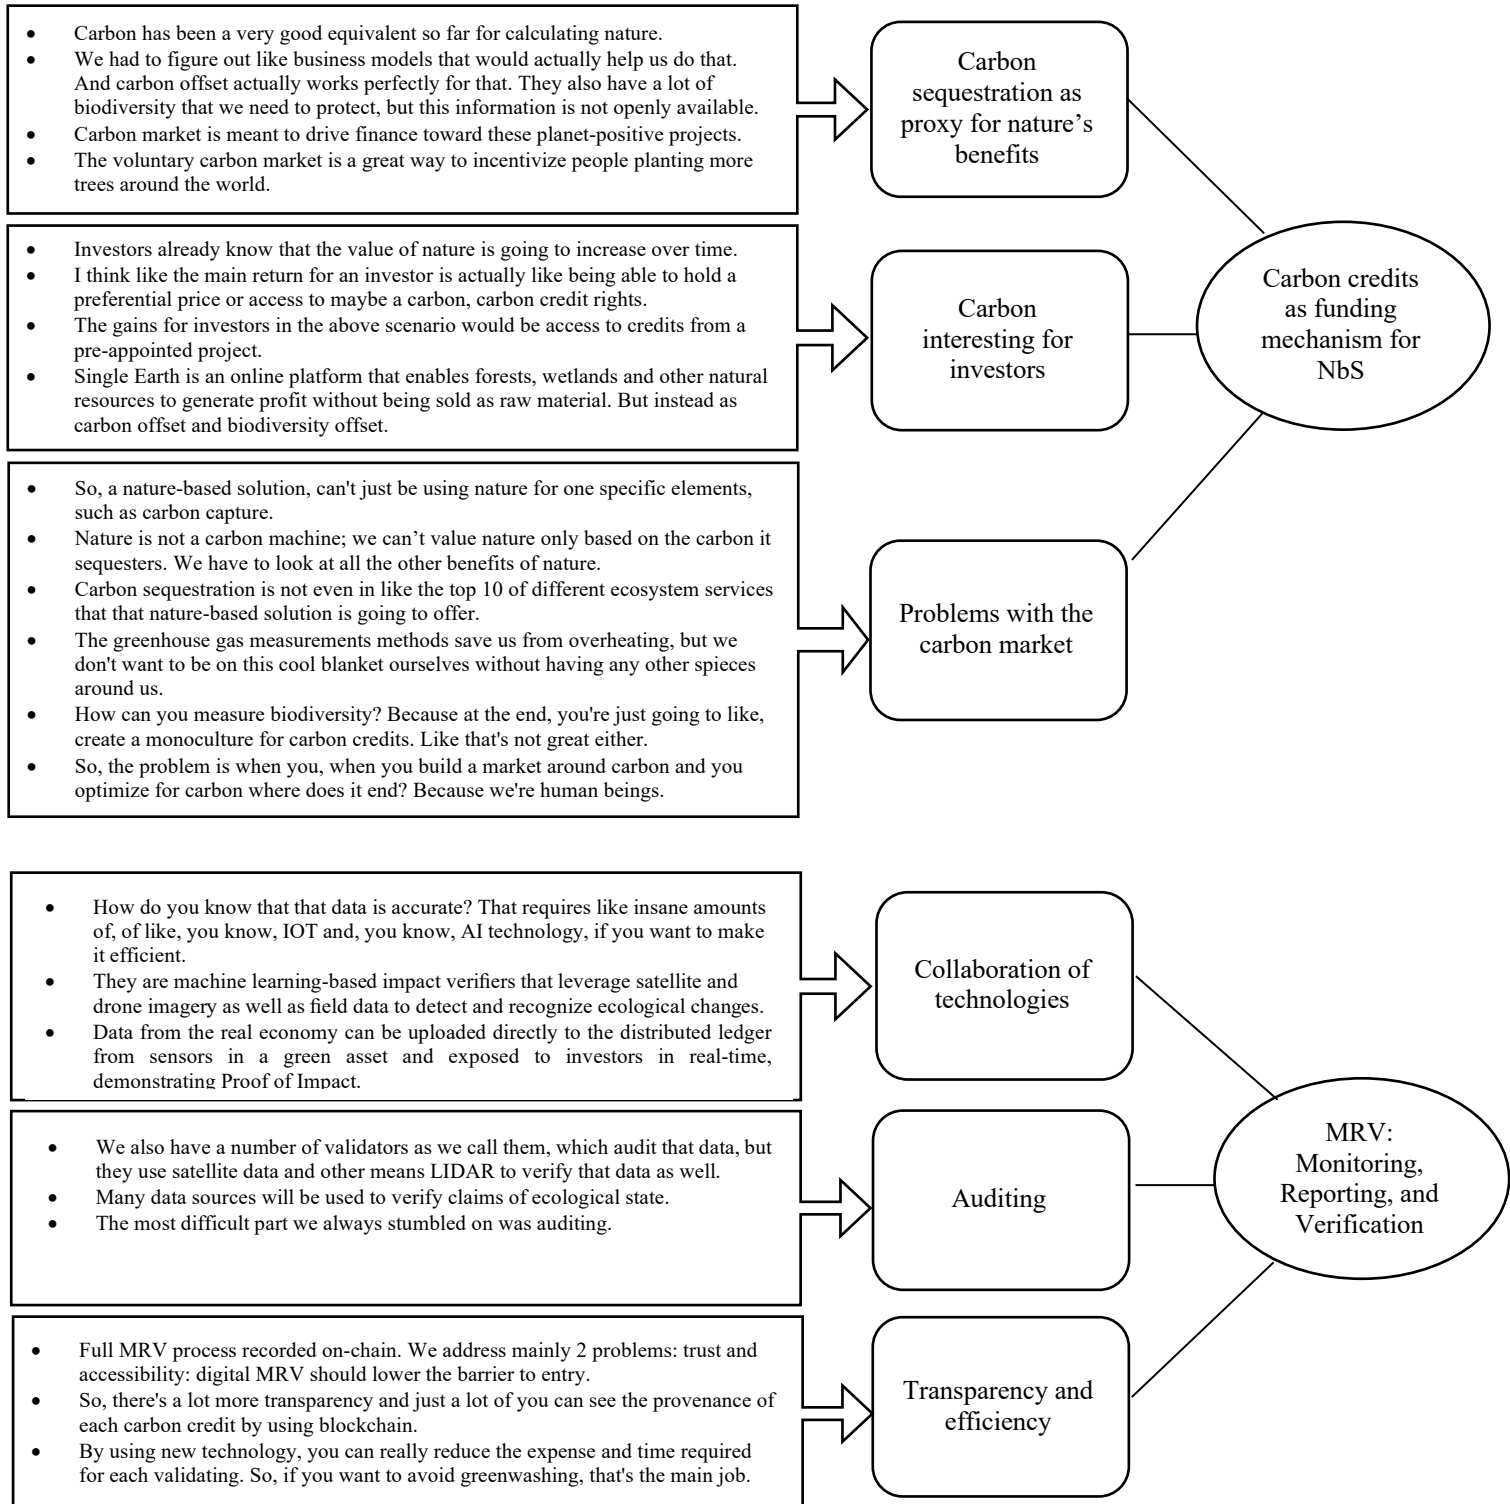 • Carbon has been a very good equivalent so far for calculating nature.
• We had to figure out like business models that would actually help us do that.
And carbon offset actually works perfectly for that. They also have a lot of
biodiversity that we need to protect, but this information is not openly available.
• Carbon market is meant to drive finance toward these planet-positive projects.
• The voluntary carbon market is a great way to incentivize people planting more
trees around the world.
Carbon
sequestration as
proxy for nature's
benefits
• Investors already know that the value of nature is going to increase over time.
• I think like the main return for an investor is actually like being able to hold a
preferential price or access to maybe a carbon, carbon credit rights.
• The gains for investors in the above scenario would be access to credits from a
pre-appointed project.
• Single Earth is an online platform that enables forests, wetlands and other natural
resources to generate profit without being sold as raw material. But instead as
carbon offset and biodiversity offset.
Carbon
interesting for
investors
Carbon credits
as funding
mechanism for
NbS
• So, a nature-based solution, can't just be using nature for one specific elements,
such as carbon capture.
• Nature is not a carbon machine; we can’t value nature only based on the carbon it
sequesters. We have to look at all the other benefits of nature.
• Carbon sequestration is not even in like the top 10 of different ecosystem services
that that nature-based solution is going to offer.
• The greenhouse gas measurements methods save us from overheating, but we
don't want to be on this cool blanket ourselves without having any other spieces
around us.
• How can you measure biodiversity? Because at the end, you're just going to like,
create a monoculture for carbon credits. Like that's not great either.
• So, the problem is when you, when you build a market around carbon and you
optimize for carbon where does it end? Because we're human beings.
Problems with the
carbon market
• How do you know that that data is accurate? That requires like insane amounts
of, of like, you know, IOT and, you know, AI technology, if you want to make
it efficient.
• They are machine learning-based impact verifiers that leverage satellite and
drone imagery as well as field data to detect and recognize ecological changes.
• Data from the real economy can be uploaded directly to the distributed ledger
from sensors in a green asset and exposed to investors in real-time,
demonstrating Proof of Impact.
Collaboration of
technologies
• We also have a number of validators as we call them, which audit that data, but
they use satellite data and other means LIDAR to verify that data as well.
• Many data sources will be used to verify claims of ecological state.
• The most difficult part we always stumbled on was auditing.
Auditing
MRV:
Monitoring,
Reporting, and
Verification
• Full MRV process recorded on-chain. We address mainly 2 problems: trust and
accessibility: digital MRV should lower the barrier to entry.
• So, there's a lot more transparency and just a lot of you can see the provenance of
each carbon credit by using blockchain.
• By using new technology, you can really reduce the expense and time required
for each validating. So, if you want to avoid greenwashing, that's the main job.
Transparency and
efficiency